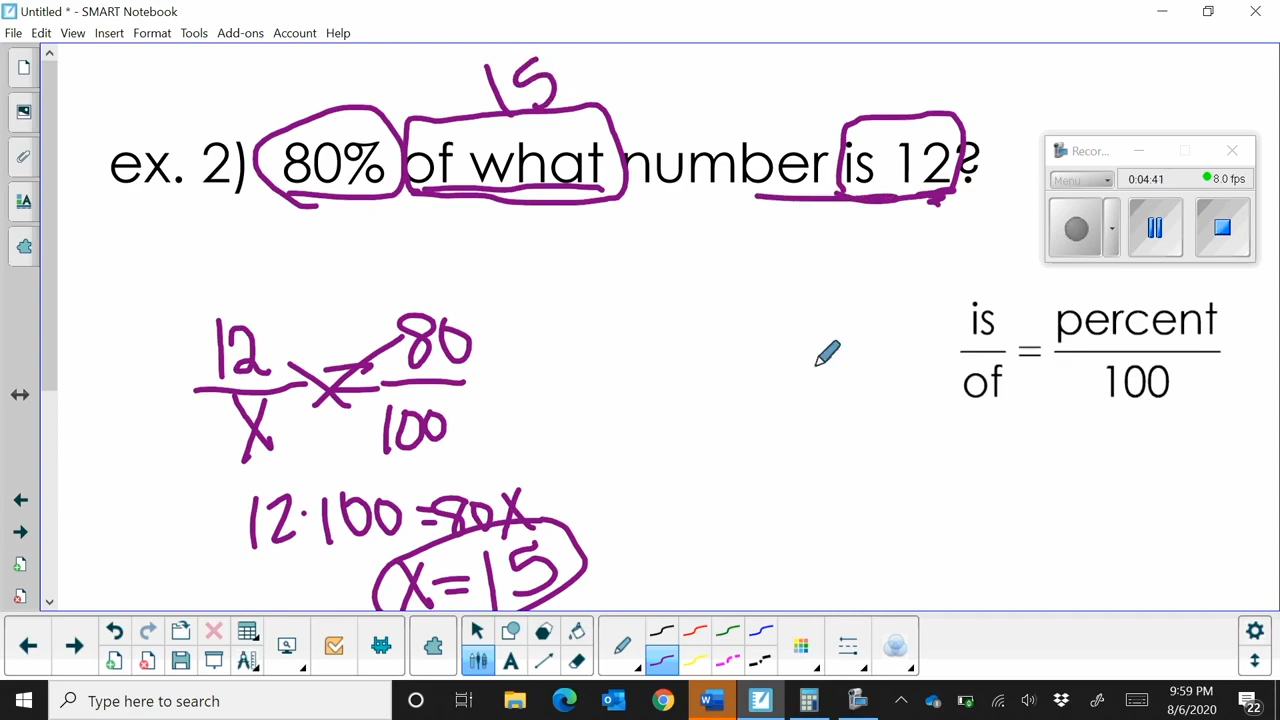 Untitled * - SMART Notebook
File Edit View Insert Format Tools Add-ons Account Help
15
ex. 2) 80% of what number is 12?
Recor...
Menu 0:04:41 8.0 fps
12 = 80
x 100
is = percent
of 100
12·100 = 80x
x = 15
A
Type here to search
9:59 PM
8/6/2020
22